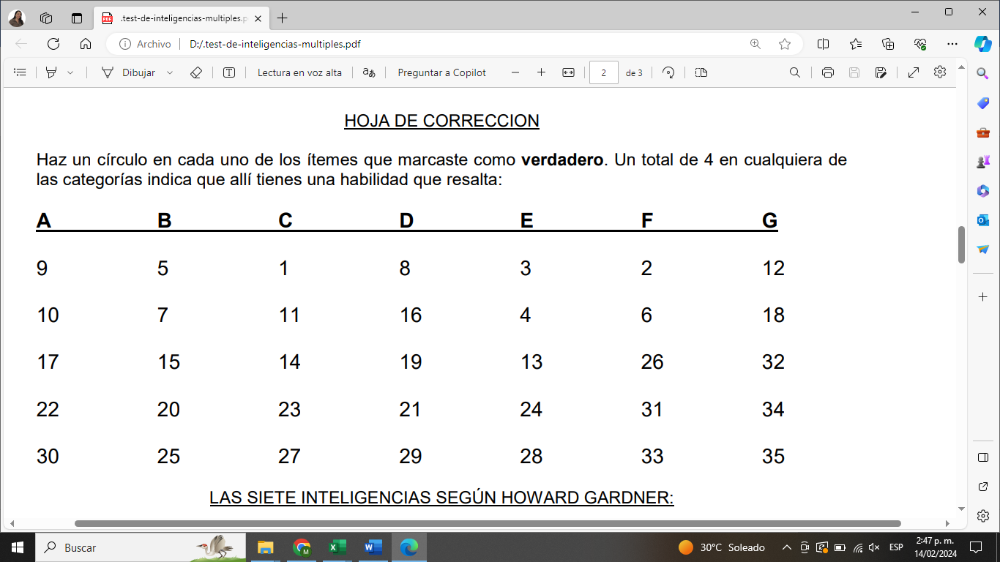 .test-de-inteligencias-multiples.p
Archivo D:/.test-de-inteligencias-multiples.pdf
Dibujar Lectura en voz alta aあ Preguntar a Copilot 2 de 3
HOJA DE CORRECCION
Haz un círculo en cada uno de los ítemes que marcaste como verdadero. Un total de 4 en cualquiera de
las categorías indica que allí tienes una habilidad que resalta:
A B C D E F G
9 5 1 8 3 2 12
10 7 11 16 4 6 18
17 15 14 19 13 26 32
22 20 23 21 24 31 34
30 25 27 29 28 33 35
LAS SIETE INTELIGENCIAS SEGÚN HOWARD GARDNER:
Buscar 30°C Soleado ESP 2:47 p. m.
14/02/2024